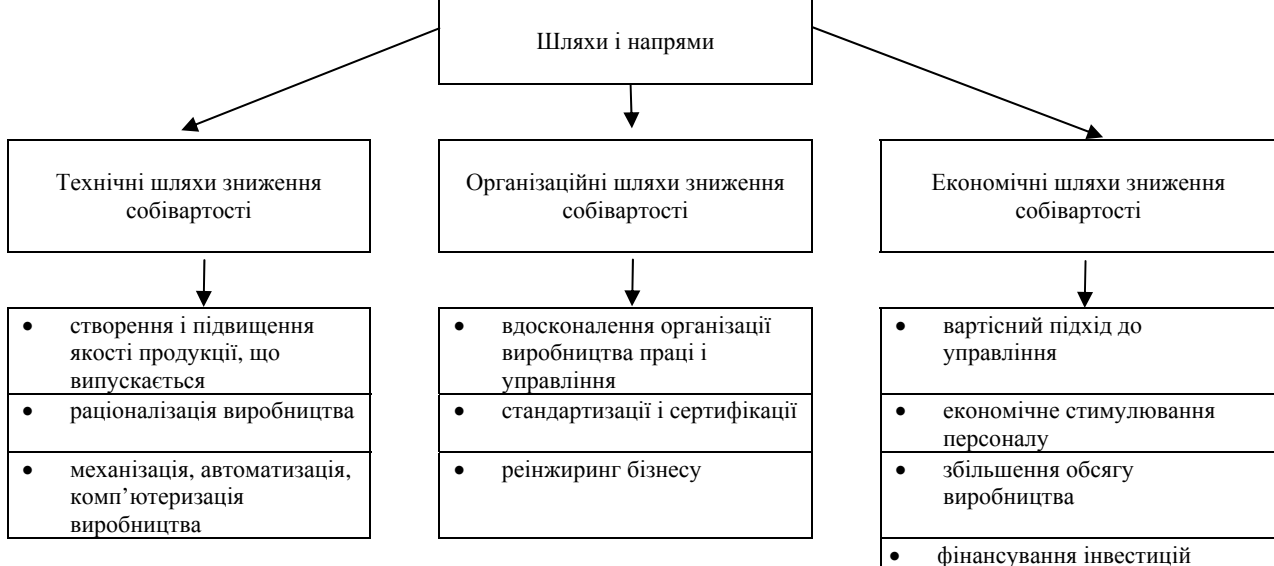 Шляхи і напрями
Технічні шляхи зниження
собівартості
Організаційні шляхи зниження
собівартості
Економічні шляхи зниження
собівартості
• створення і підвищення
якості продукції, що
випускається
• раціоналізація виробництва
• механізація, автоматизація,
комп’ютеризація
виробництва
• вдосконалення організації
виробництва праці і
управління
• стандартизації і сертифікації
• реінжиринг бізнесу
• вартісний підхід до
управління
• економічне стимулювання
персоналу
• збільшення обсягу
виробництва
• фінансування інвестицій